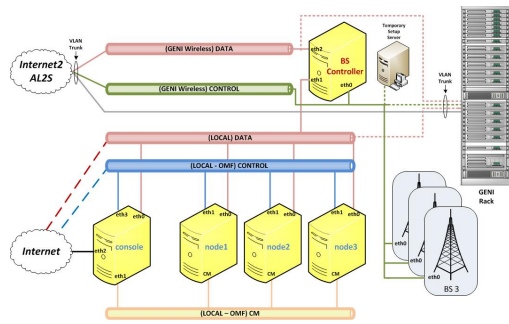 Temporary
Setup
Server
VLAN
Trunk
(GENI Wireless) DATA
eth2
BS
Controller
eth0
Internet2
AL2S
(GENI Wireless) CONTROL
VLAN
Trunk
(LOCAL) DATA
(LOCAL - OMF) CONTROL
GENI
Rack
eth3
eth0
console
eth2
eth1
eth1
eth0
node1
CM
eth1
eth0
node2
CM
eth1
eth0
node3
CM
Internet
eth0
eth0
eth0
BS 3
(LOCAL – OMF) CM